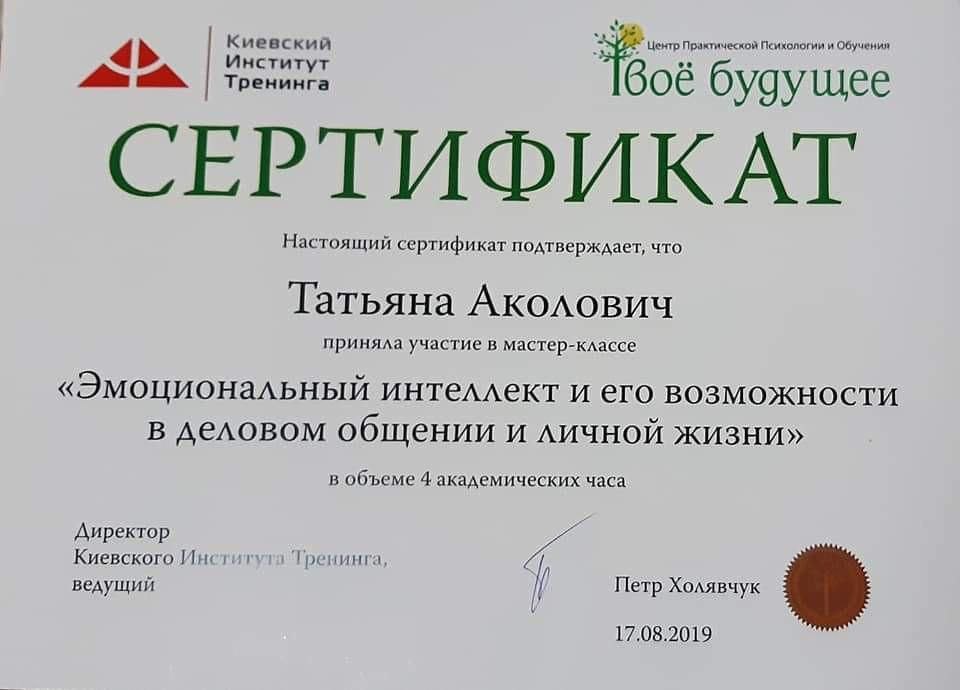 Киевский
Институт
Тренинга
Центр Практической Психологии и Обучения
Твоё будущее
СЕРТИФИКАТ
Настоящий сертификат подтверждает, что
Татьяна Аколович
приняла участие в мастер-классе
«Эмоциональный интеллект и его возможности
в деловом общении и личной жизни»
в объеме 4 академических часа
Директор
Киевского Института Тренинга,
ведущий
Петр Холявчук
17.08.2019